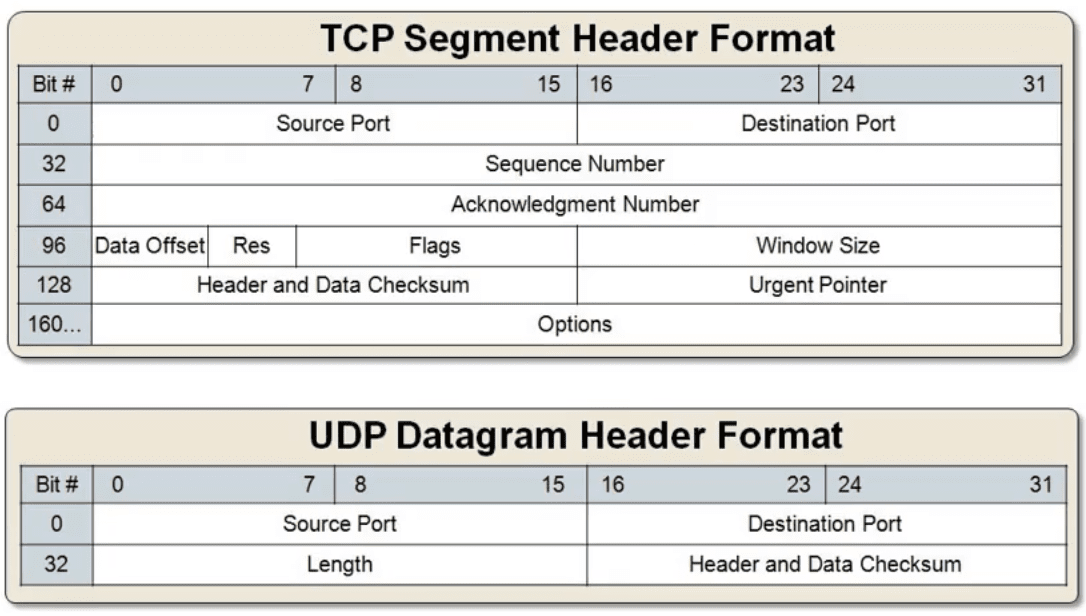 TCP Segment Header Format
Bit # 0 7 8 15 16 23 24 31
0 Source Port Destination Port
32 Sequence Number
64 Acknowledgment Number
96 Data Offset Res Flags Window Size
128 Header and Data Checksum Urgent Pointer
160... Options
UDP Datagram Header Format
Bit # 0 7 8 15 16 23 24 31
0 Source Port Destination Port
32 Length Header and Data Checksum